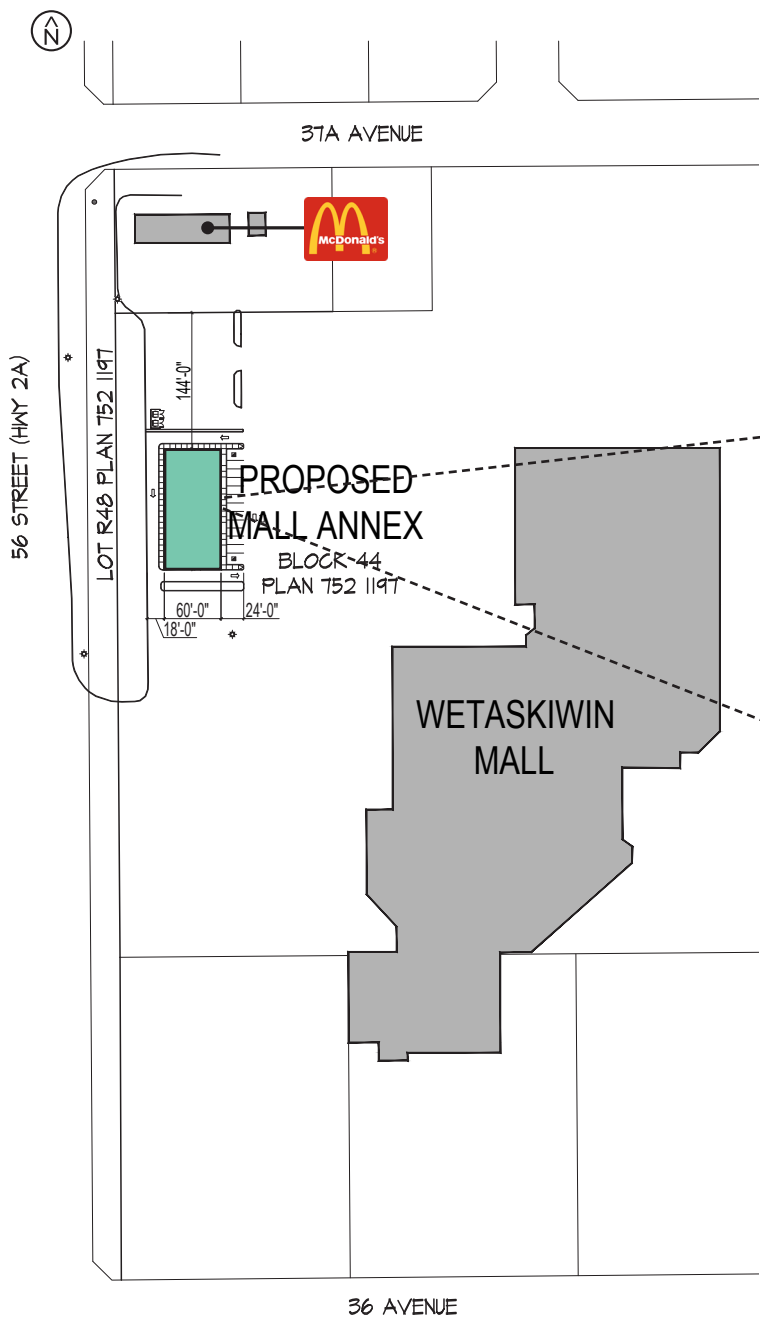 N
37A AVENUE
McDonald's
®
56 STREET (HWY 2A)
LOT R48 PLAN 752 1197
144'-0"
PROPOSED
MALL ANNEX
BLOCK 44
PLAN 752 1197
60'-0"
24'-0"
18'-0"
WETASKIWIN
MALL
36 AVENUE